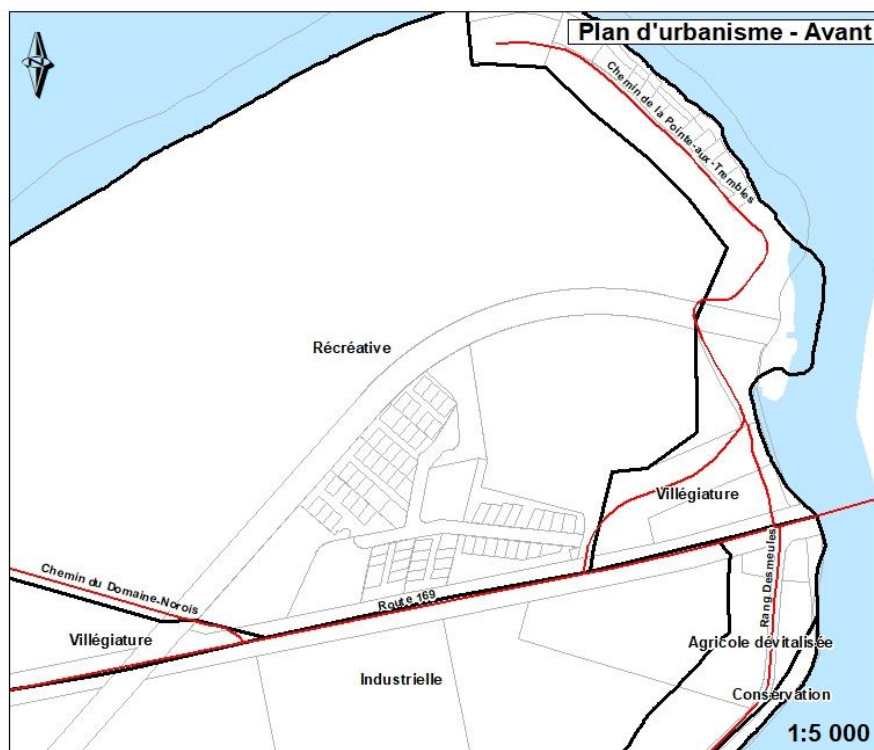 Plan d'urbanisme - Avant
N
Chemin de la Pointe-aux-Trembles
Récréative
Villégiature
Chemin du Domaine-Norois
Route 169
Rang Desmeules
Villégiature
Agricole dévitalisée
Industrielle
Conservation
1:5 000